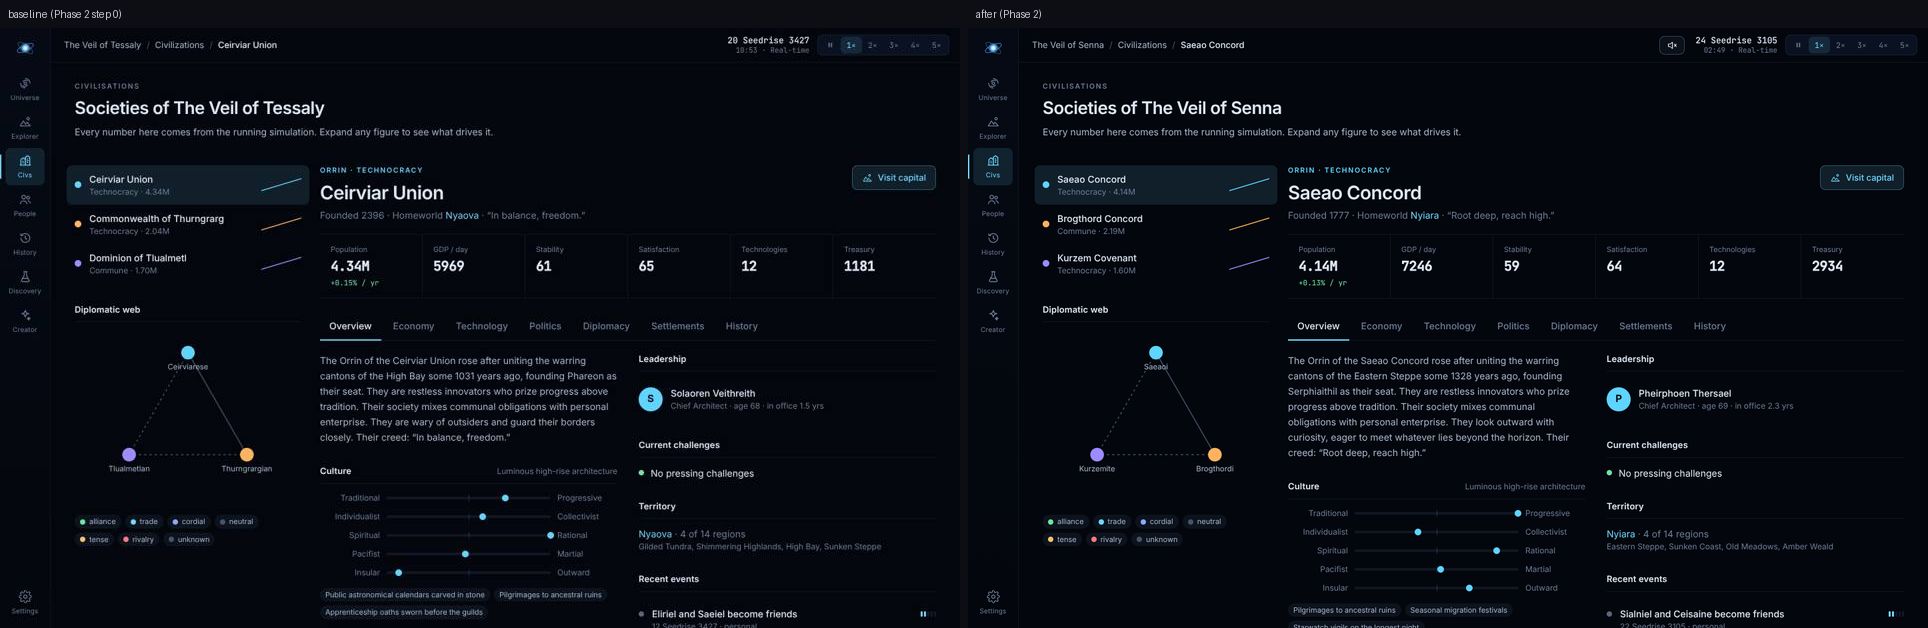 baseline (Phase 2 step 0)
The Veil of Tessaly / Civilizations / Ceirviar Union
20 Seedrise 3427
10:53 · Real-time
1× 2× 3× 4× 5×
Universe
Explorer
Civs
People
History
Discovery
Creator
Settings
CIVILISATIONS
Societies of The Veil of Tessaly
Every number here comes from the running simulation. Expand any figure to see what drives it.
Ceirviar Union
Technocracy · 4.34M
Commonwealth of Thurngrarg
Technocracy · 2.04M
Dominion of Tlualmetl
Commune · 1.70M
Diplomatic web
Ceirviarese
Tlualmetlan
Thurngrargian
alliance trade cordial neutral
tense rivalry unknown
ORRIN · TECHNOCRACY
Ceirviar Union
Founded 2396 · Homeworld Nyaova · “In balance, freedom.”
Visit capital
Population GDP / day Stability Satisfaction Technologies Treasury
4.34M 5969 61 65 12 1181
+0.15% / yr
Overview Economy Technology Politics Diplomacy Settlements History
The Orrin of the Ceirviar Union rose after uniting the warring
cantons of the High Bay some 1031 years ago, founding Phareon as
their seat. They are restless innovators who prize progress above
tradition. Their society mixes communal obligations with personal
enterprise. They are wary of outsiders and guard their borders
closely. Their creed: “In balance, freedom.”
Culture Luminous high-rise architecture
Traditional Progressive
Individualist Collectivist
Spiritual Rational
Pacifist Martial
Insular Outward
Public astronomical calendars carved in stone Pilgrimages to ancestral ruins
Apprenticeship oaths sworn before the guilds
Leadership
S
Solaoren Veithreith
Chief Architect · age 68 · in office 1.5 yrs
Current challenges
No pressing challenges
Territory
Nyaova · 4 of 14 regions
Gilded Tundra, Shimmering Highlands, High Bay, Sunken Steppe
Recent events
Eliriel and Saeiel become friends
12 Seedrise 3427 · personal
after (Phase 2)
The Veil of Senna / Civilizations / Saeao Concord
24 Seedrise 3105
02:49 · Real-time
1× 2× 3× 4× 5×
Universe
Explorer
Civs
People
History
Discovery
Creator
Settings
CIVILISATIONS
Societies of The Veil of Senna
Every number here comes from the running simulation. Expand any figure to see what drives it.
Saeao Concord
Technocracy · 4.14M
Brogthord Concord
Commune · 2.19M
Kurzem Covenant
Technocracy · 1.60M
Diplomatic web
Saeaoi
Kurzemite
Brogthordi
alliance trade cordial neutral
tense rivalry unknown
ORRIN · TECHNOCRACY
Saeao Concord
Founded 1777 · Homeworld Nyiara · “Root deep, reach high.”
Visit capital
Population GDP / day Stability Satisfaction Technologies Treasury
4.14M 7246 59 64 12 2934
+0.13% / yr
Overview Economy Technology Politics Diplomacy Settlements History
The Orrin of the Saeao Concord rose after uniting the warring
cantons of the Eastern Steppe some 1328 years ago, founding
Serphiaithil as their seat. They are restless innovators who prize
progress above tradition. Their society mixes communal
obligations with personal enterprise. They look outward with
curiosity, eager to meet whatever lies beyond the horizon. Their
creed: “Root deep, reach high.”
Culture Luminous high-rise architecture
Traditional Progressive
Individualist Collectivist
Spiritual Rational
Pacifist Martial
Insular Outward
Pilgrimages to ancestral ruins Seasonal migration festivals
Starwatch vigils on the longest night
Leadership
P
Pheirphoen Thersael
Chief Architect · age 69 · in office 2.3 yrs
Current challenges
No pressing challenges
Territory
Nyiara · 4 of 14 regions
Eastern Steppe, Sunken Coast, Old Meadows, Amber Weald
Recent events
Sialniel and Ceisaine become friends
22 Seedrise 3105 · personal